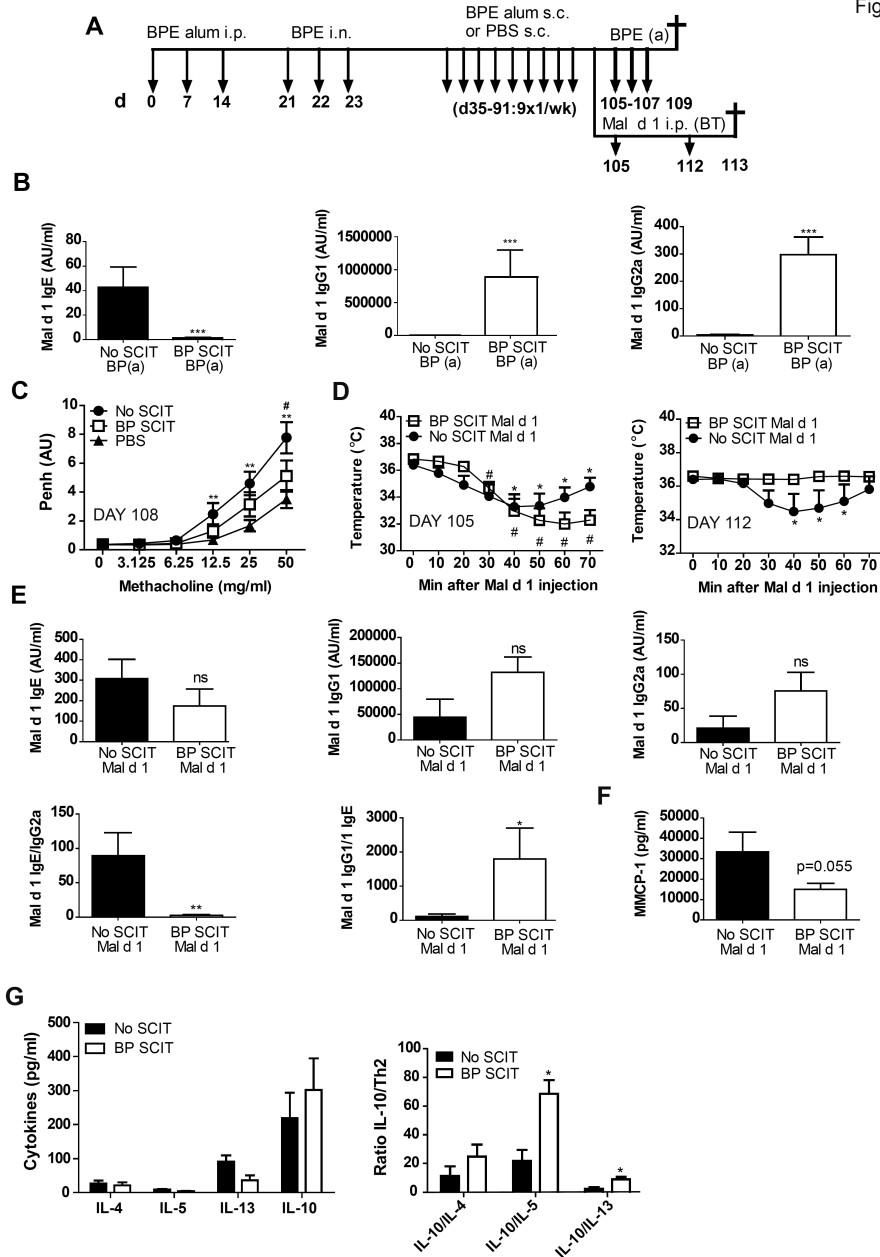 Fig
A
BPE alum i.p.
BPE i.n.
BPE alum s.c.
or PBS s.c.
BPE (a)
d
0
7
14
21
22
23
(d35-91:9x1/wk)
105-107
109
Mal d 1 i.p. (BT)
105
112
113
B
Mal d 1 IgE (AU/ml)
80
60
40
20
0
***
No SCIT
BP(a)
BP SCIT
BP(a)
Mal d 1 IgG1 (AU/ml)
1500000
1000000
500000
0
***
No SCIT
BP (a)
BP SCIT
BP (a)
Mal d 1 IgG2a (AU/ml)
400
300
200
100
0
***
No SCIT
BP (a)
BP SCIT
BP (a)
C
Penh (AU)
10
8
6
4
2
0
No SCIT
BP SCIT
PBS
**
**
#
**
DAY 108
0 3.125 6.25 12.5 25 50
Methacholine (mg/ml)
D
Temperature (°C)
40
38
36
34
32
30
BP SCIT Mal d 1
No SCIT Mal d 1
#
* * * *
# # # #
DAY 105
0 10 20 30 40 50 60 70
Min after Mal d 1 injection
Temperature (°C)
40
38
36
34
32
BP SCIT Mal d 1
No SCIT Mal d 1
* * *
DAY 112
0 10 20 30 40 50 60 70
Min after Mal d 1 injection
E
Mal d 1 IgE (AU/ml)
500
400
300
200
100
0
ns
No SCIT
Mal d 1
BP SCIT
Mal d 1
Mal d 1 IgG1 (AU/ml)
200000
150000
100000
50000
0
ns
No SCIT
Mal d 1
BP SCIT
Mal d 1
Mal d 1 IgG2a (AU/ml)
150
100
50
0
ns
No SCIT
Mal d 1
BP SCIT
Mal d 1
Mal d 1 IgE/IgG2a
150
100
50
0
**
No SCIT
Mal d 1
BP SCIT
Mal d 1
Mal d 1 IgG1/1 IgE
3000
2000
1000
0
*
No SCIT
Mal d 1
BP SCIT
Mal d 1
F
MMCP-1 (pg/ml)
50000
40000
30000
20000
10000
0
p=0.055
No SCIT
Mal d 1
BP SCIT
Mal d 1
G
Cytokines (pg/ml)
500
400
300
200
100
0
No SCIT
BP SCIT
IL-4
IL-5
IL-13
IL-10
Ratio IL-10/Th2
100
80
60
40
20
0
No SCIT
BP SCIT
*
*
IL-10/IL-4
IL-10/IL-5
IL-10/IL-13